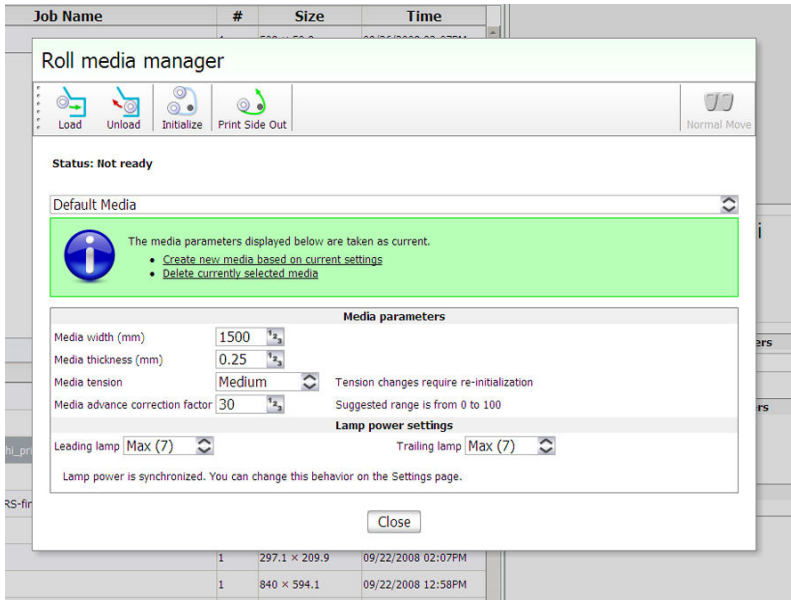 Job Name # Size Time
Roll media manager
Load Unload Initialize Print Side Out Normal Move
Status: Not ready
Default Media
The media parameters displayed below are taken as current.
• Create new media based on current settings
• Delete currently selected media
Media parameters
Media width (mm) 1500
Media thickness (mm) 0.25
Media tension Medium Tension changes require re-initialization
Media advance correction factor 30 Suggested range is from 0 to 100
Lamp power settings
Leading lamp Max (7) Trailing lamp Max (7)
Lamp power is synchronized. You can change this behavior on the Settings page.
Close
1 297.1 × 209.9 09/22/2008 02:07PM
1 840 × 594.1 09/22/2008 12:58PM